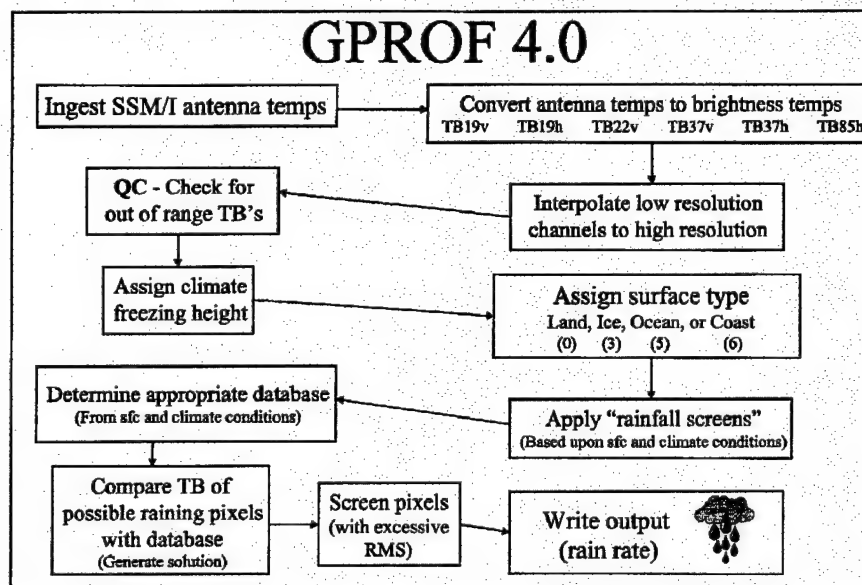 GPROF 4.0
Ingest SSM/I antenna temps
Convert antenna temps to brightness temps
TB19v TB19h TB22v TB37v TB37h TB85h
Interpolate low resolution
channels to high resolution
QC - Check for
out of range TB's
Assign climate
freezing height
Assign surface type
Land, Ice, Ocean, or Coast
(0) (3) (5) (6)
Apply "rainfall screens"
(Based upon sfc and climate conditions)
Determine appropriate database
(From sfc and climate conditions)
Compare TB of
possible raining pixels
with database
(Generate solution)
Screen pixels
(with excessive
RMS)
Write output
(rain rate)